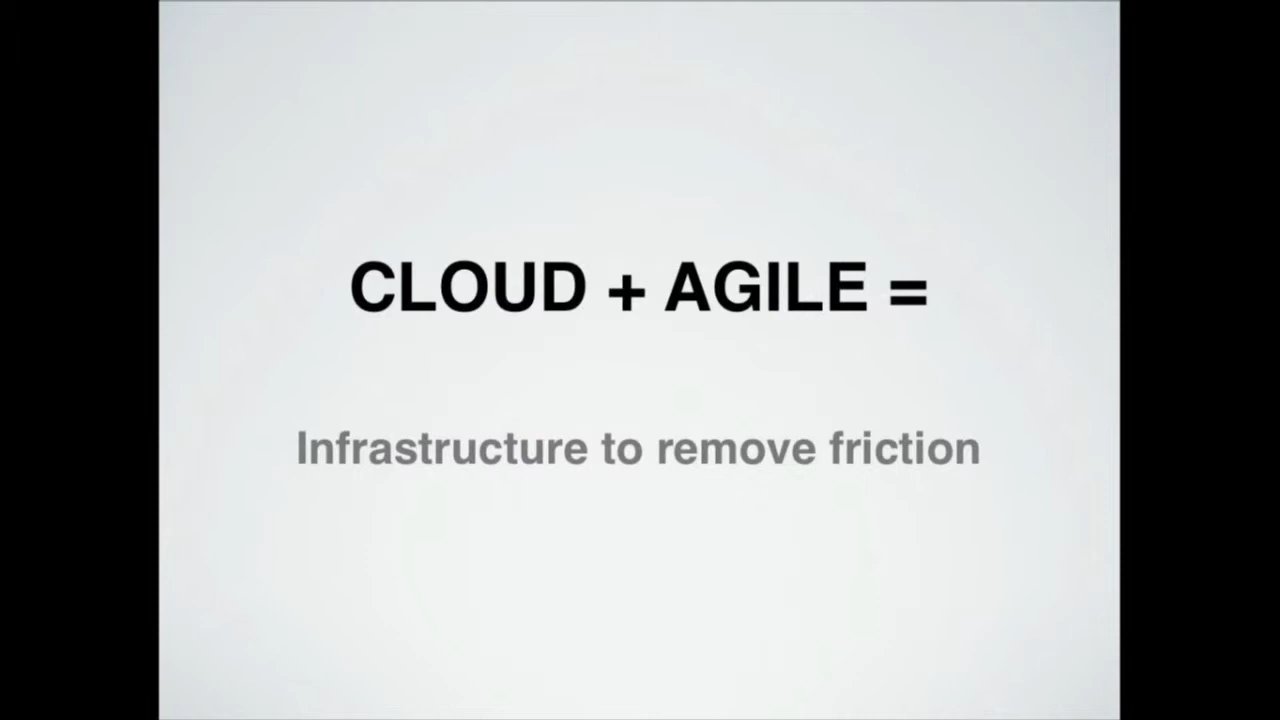 CLOUD + AGILE =
Infrastructure to remove friction